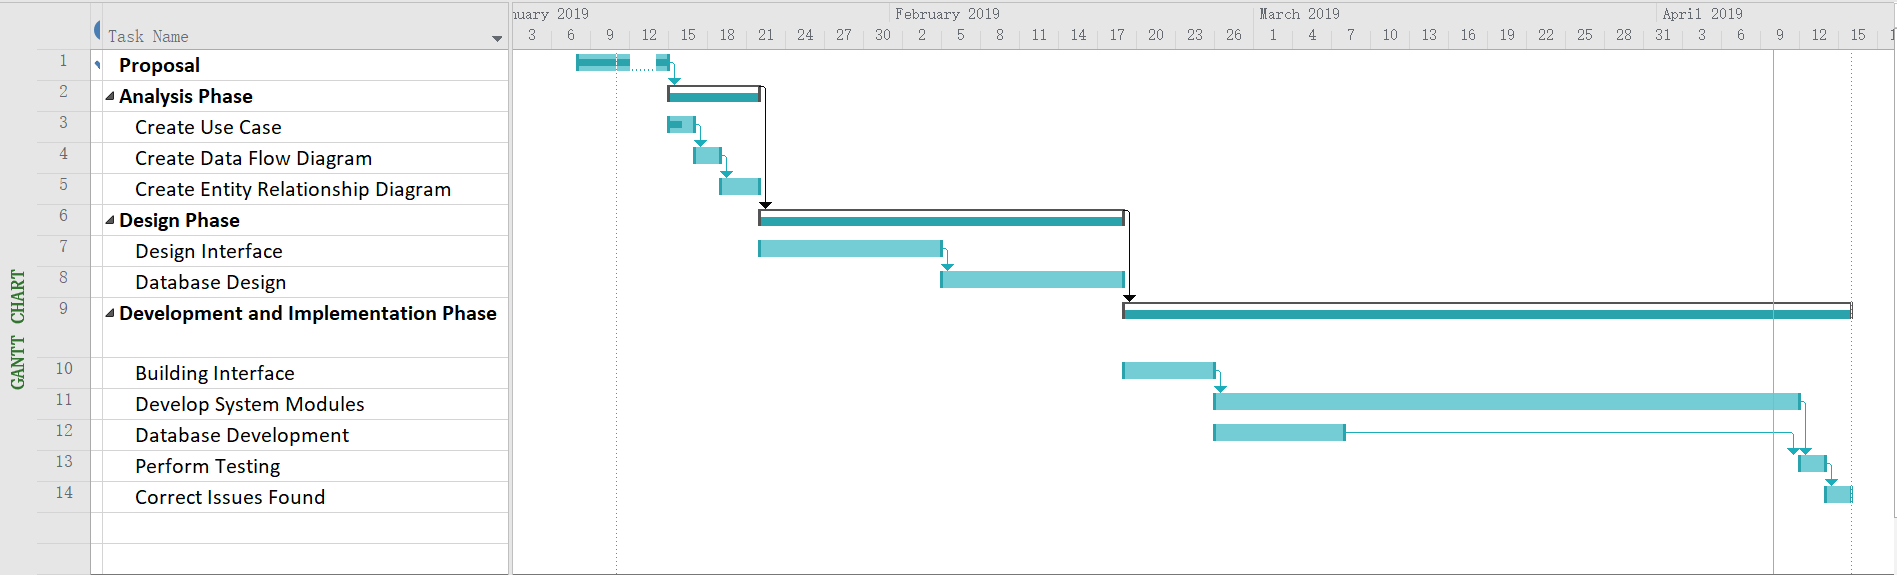 nuary 2019 February 2019 March 2019 April 2019
Task Name 3 6 9 12 15 18 21 24 27 30 2 5 8 11 14 17 20 23 26 1 4 7 10 13 16 19 22 25 28 31 3 6 9 12 15 1
1 Proposal
2 Analysis Phase
3 Create Use Case
4 Create Data Flow Diagram
5 Create Entity Relationship Diagram
6 Design Phase
7 Design Interface
8 Database Design
9 Development and Implementation Phase
10 Building Interface
11 Develop System Modules
12 Database Development
13 Perform Testing
14 Correct Issues Found
GANTT CHART